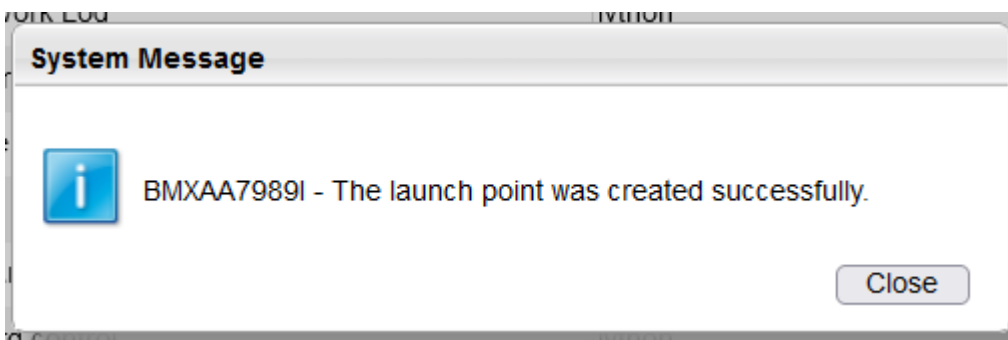 System Message
BMXAA7989I - The launch point was created successfully.
Close